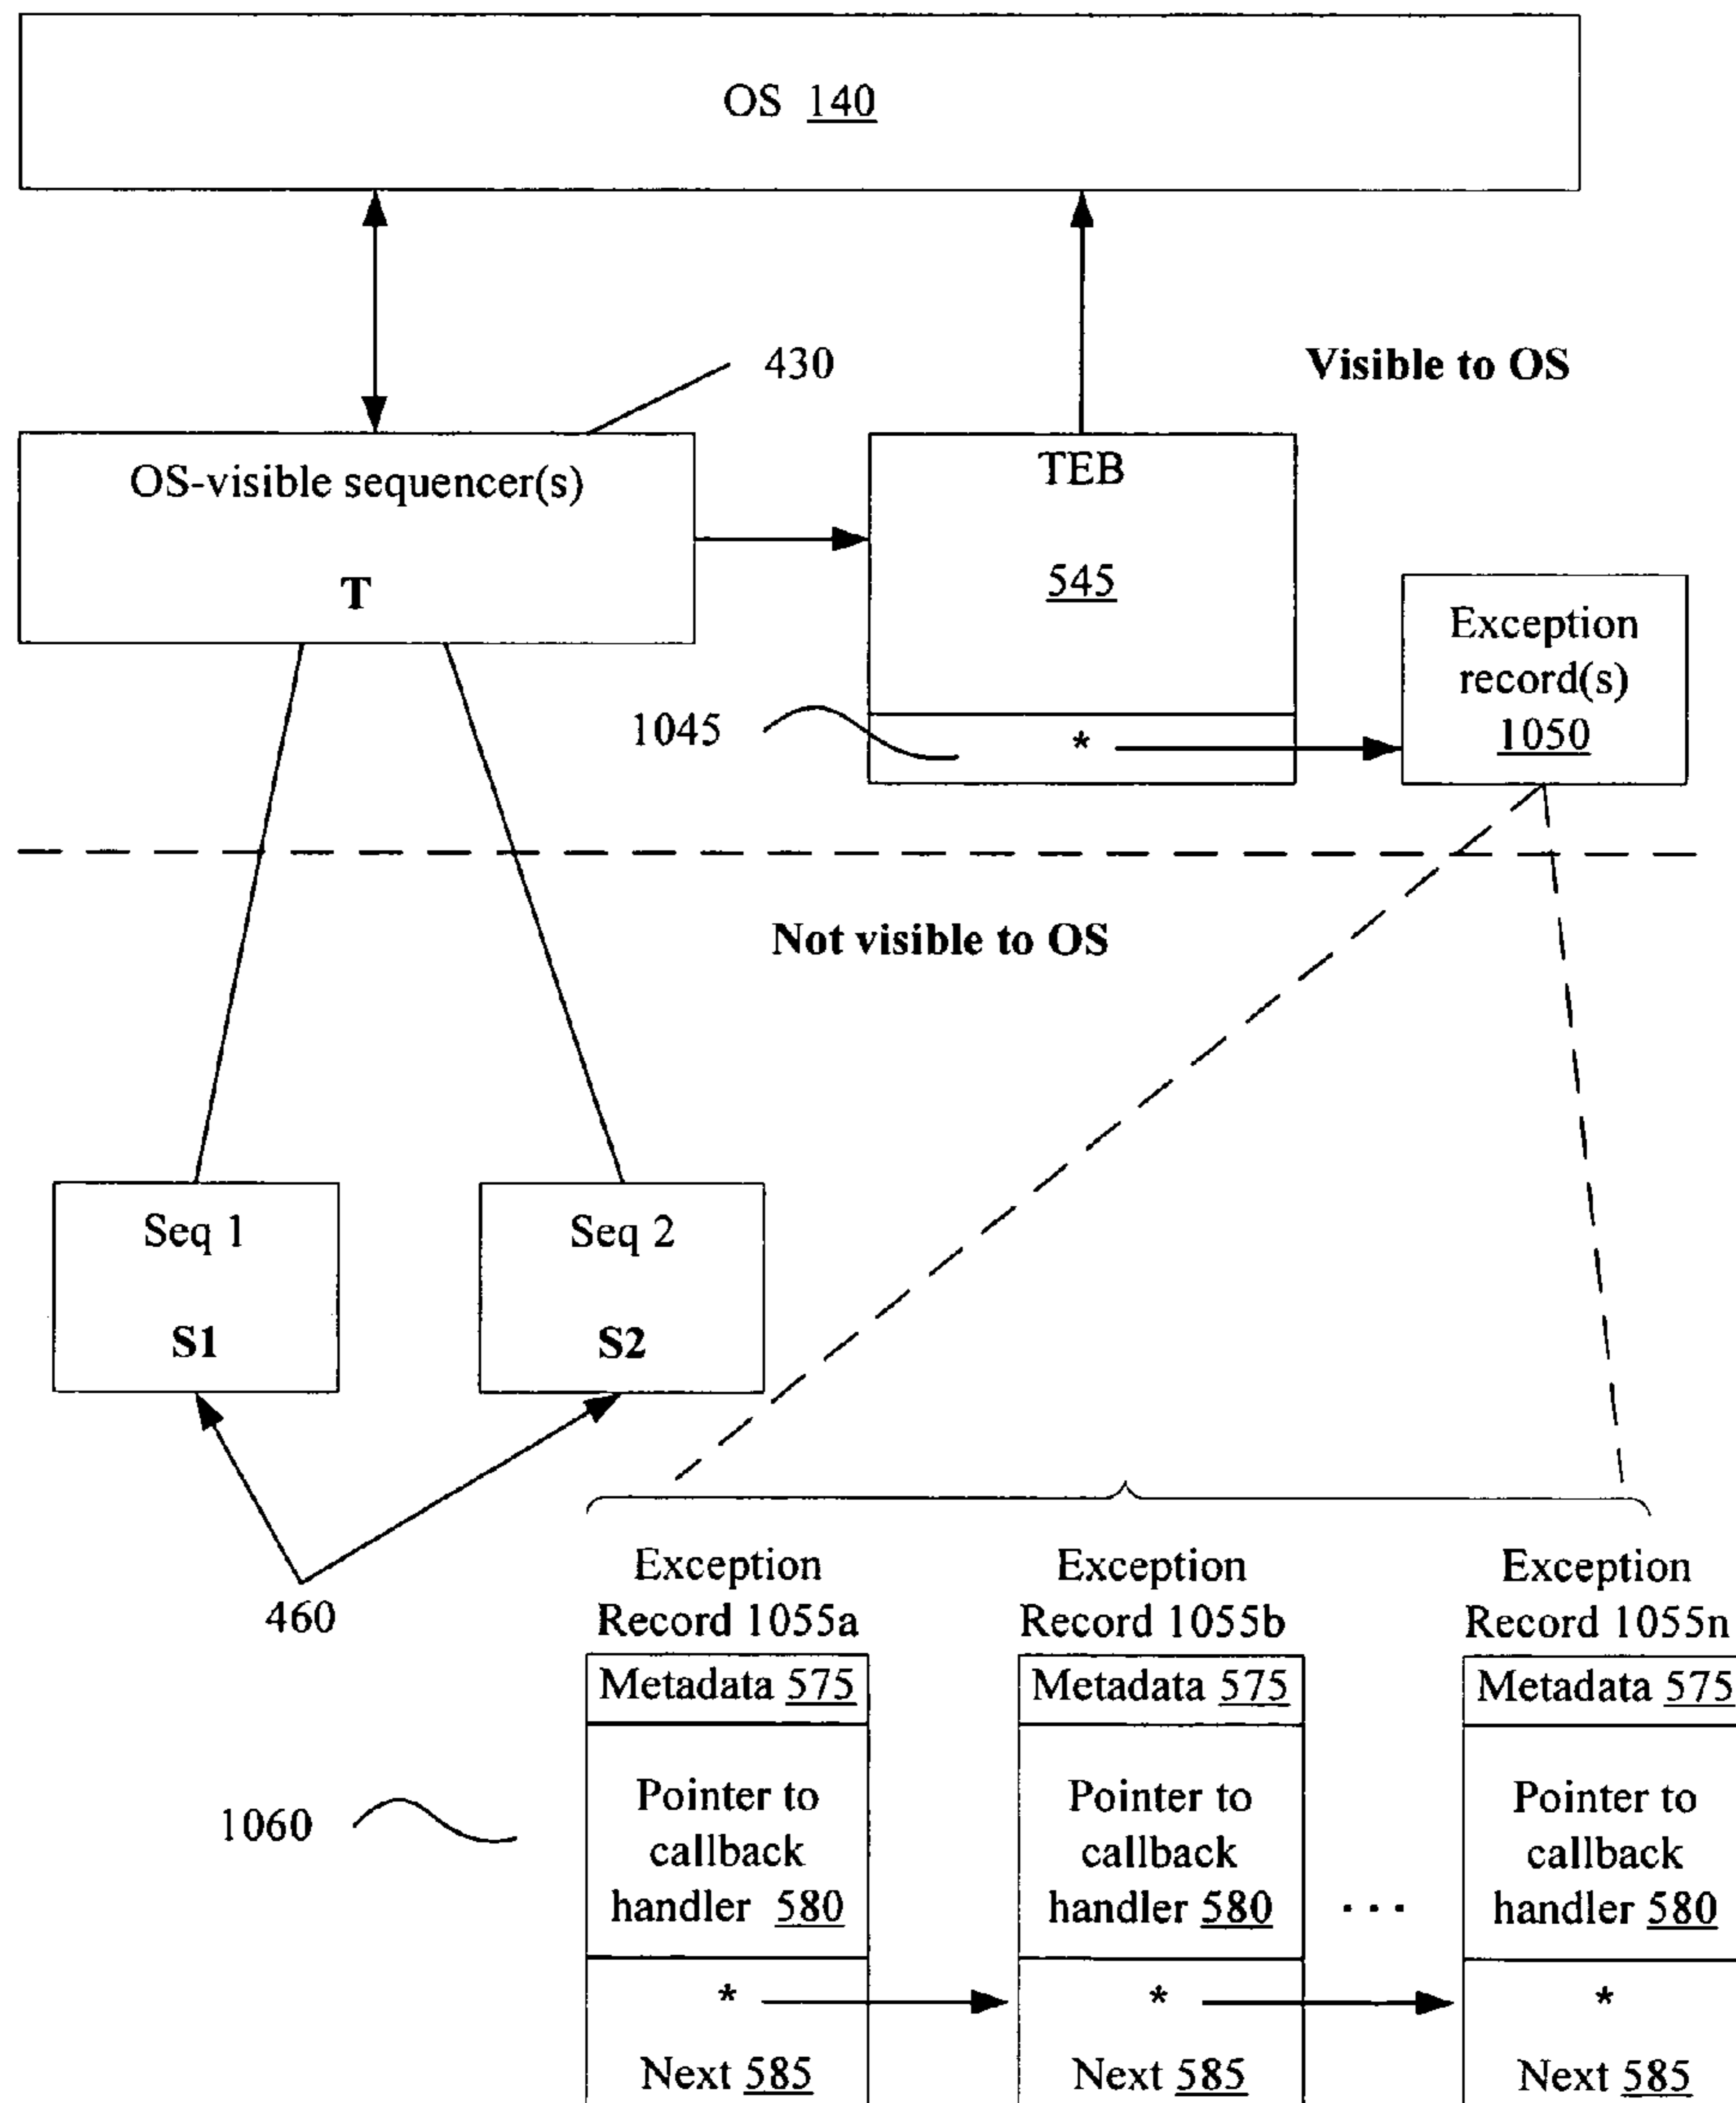 OS 140
430
Visible to OS
OS-visible sequencer(s)
T
TEB
545
1045
*
Exception
record(s)
1050
Not visible to OS
Seq 1
S1
Seq 2
S2
460
Exception
Record 1055a
Exception
Record 1055b
Exception
Record 1055n
Metadata 575
Metadata 575
Metadata 575
1060
Pointer to
callback
handler 580
Pointer to
callback
handler 580
. . .
Pointer to
callback
handler 580
*
Next 585
*
Next 585
*
Next 585